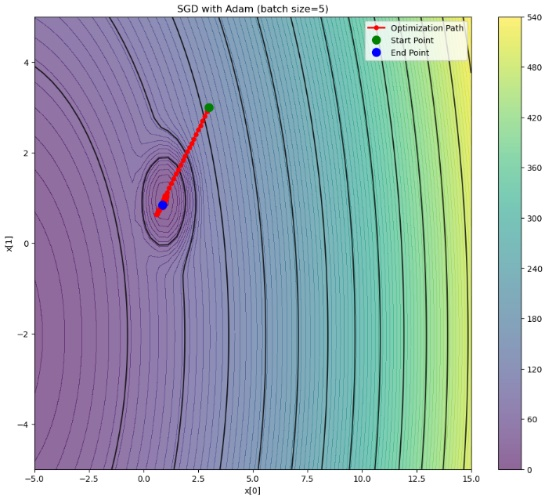 SGD with Adam (batch size=5)
Optimization Path
Start Point
End Point
4
2
0
−2
−4
x[1]
−5.0 −2.5 0.0 2.5 5.0 7.5 10.0 12.5 15.0
x[0]
540
480
420
360
300
240
180
120
60
0